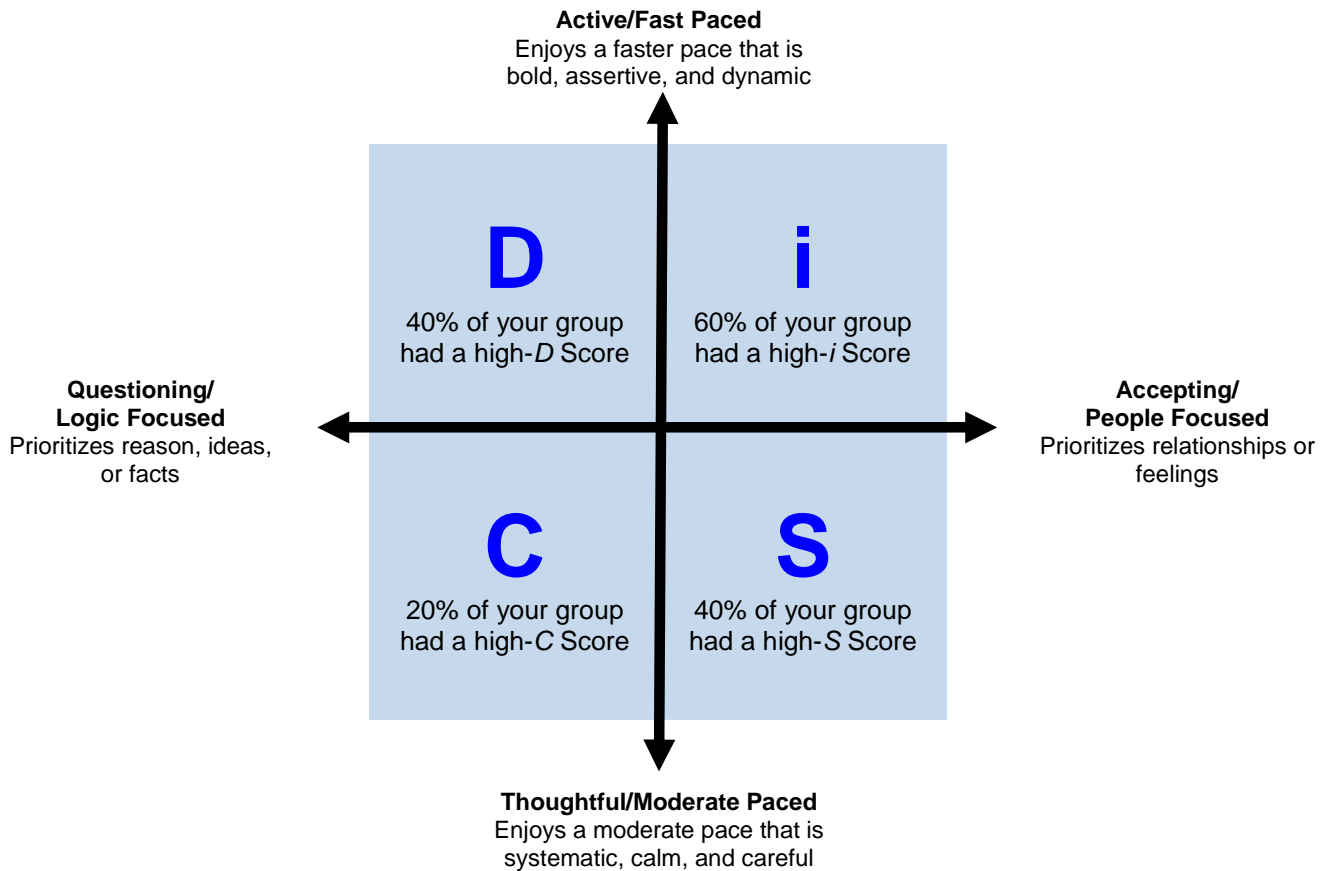 Active/Fast Paced
Enjoys a faster pace that is
bold, assertive, and dynamic
D
40% of your group
had a high-D Score
i
60% of your group
had a high-i Score
Questioning/
Logic Focused
Prioritizes reason, ideas,
or facts
Accepting/
People Focused
Prioritizes relationships or
feelings
C
20% of your group
had a high-C Score
S
40% of your group
had a high-S Score
Thoughtful/Moderate Paced
Enjoys a moderate pace that is
systematic, calm, and careful